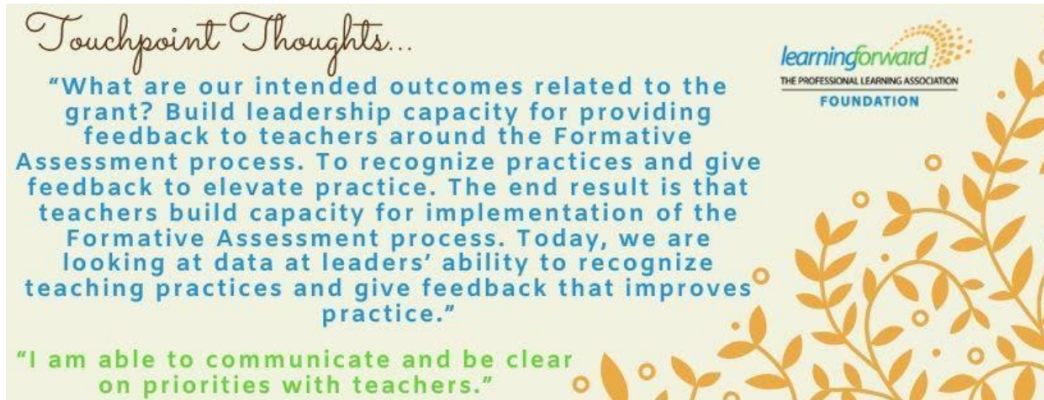 Touchpoint Thoughts...
learningforward
THE PROFESSIONAL LEARNING ASSOCIATION
FOUNDATION
"What are our intended outcomes related to the
grant? Build leadership capacity for providing
feedback to teachers around the Formative
Assessment process. To recognize practices and give
feedback to elevate practice. The end result is that
teachers build capacity for implementation of the
Formative Assessment process. Today, we are
looking at data at leaders’ ability to recognize
teaching practices and give feedback that improves
practice."
"I am able to communicate and be clear
on priorities with teachers."